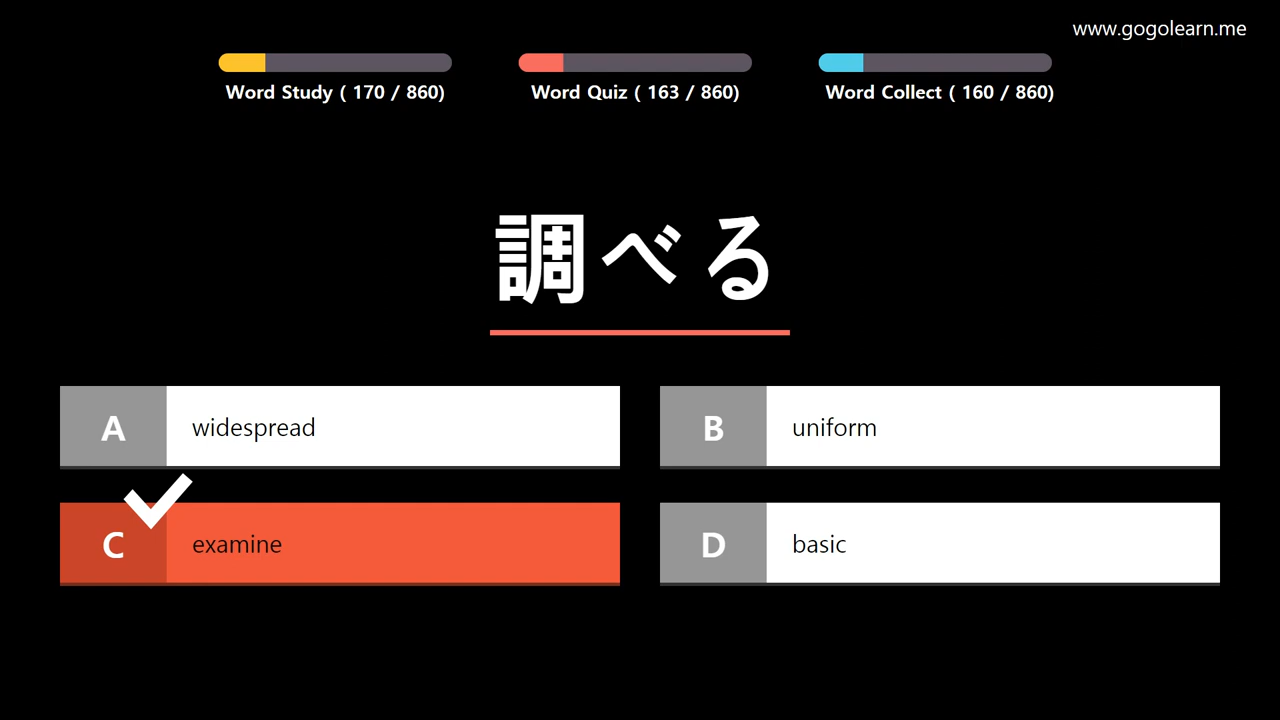 www.gogolearn.me
Word Study ( 170 / 860)
Word Quiz ( 163 / 860)
Word Collect ( 160 / 860)
調べる
A widespread
B uniform
C examine
D basic